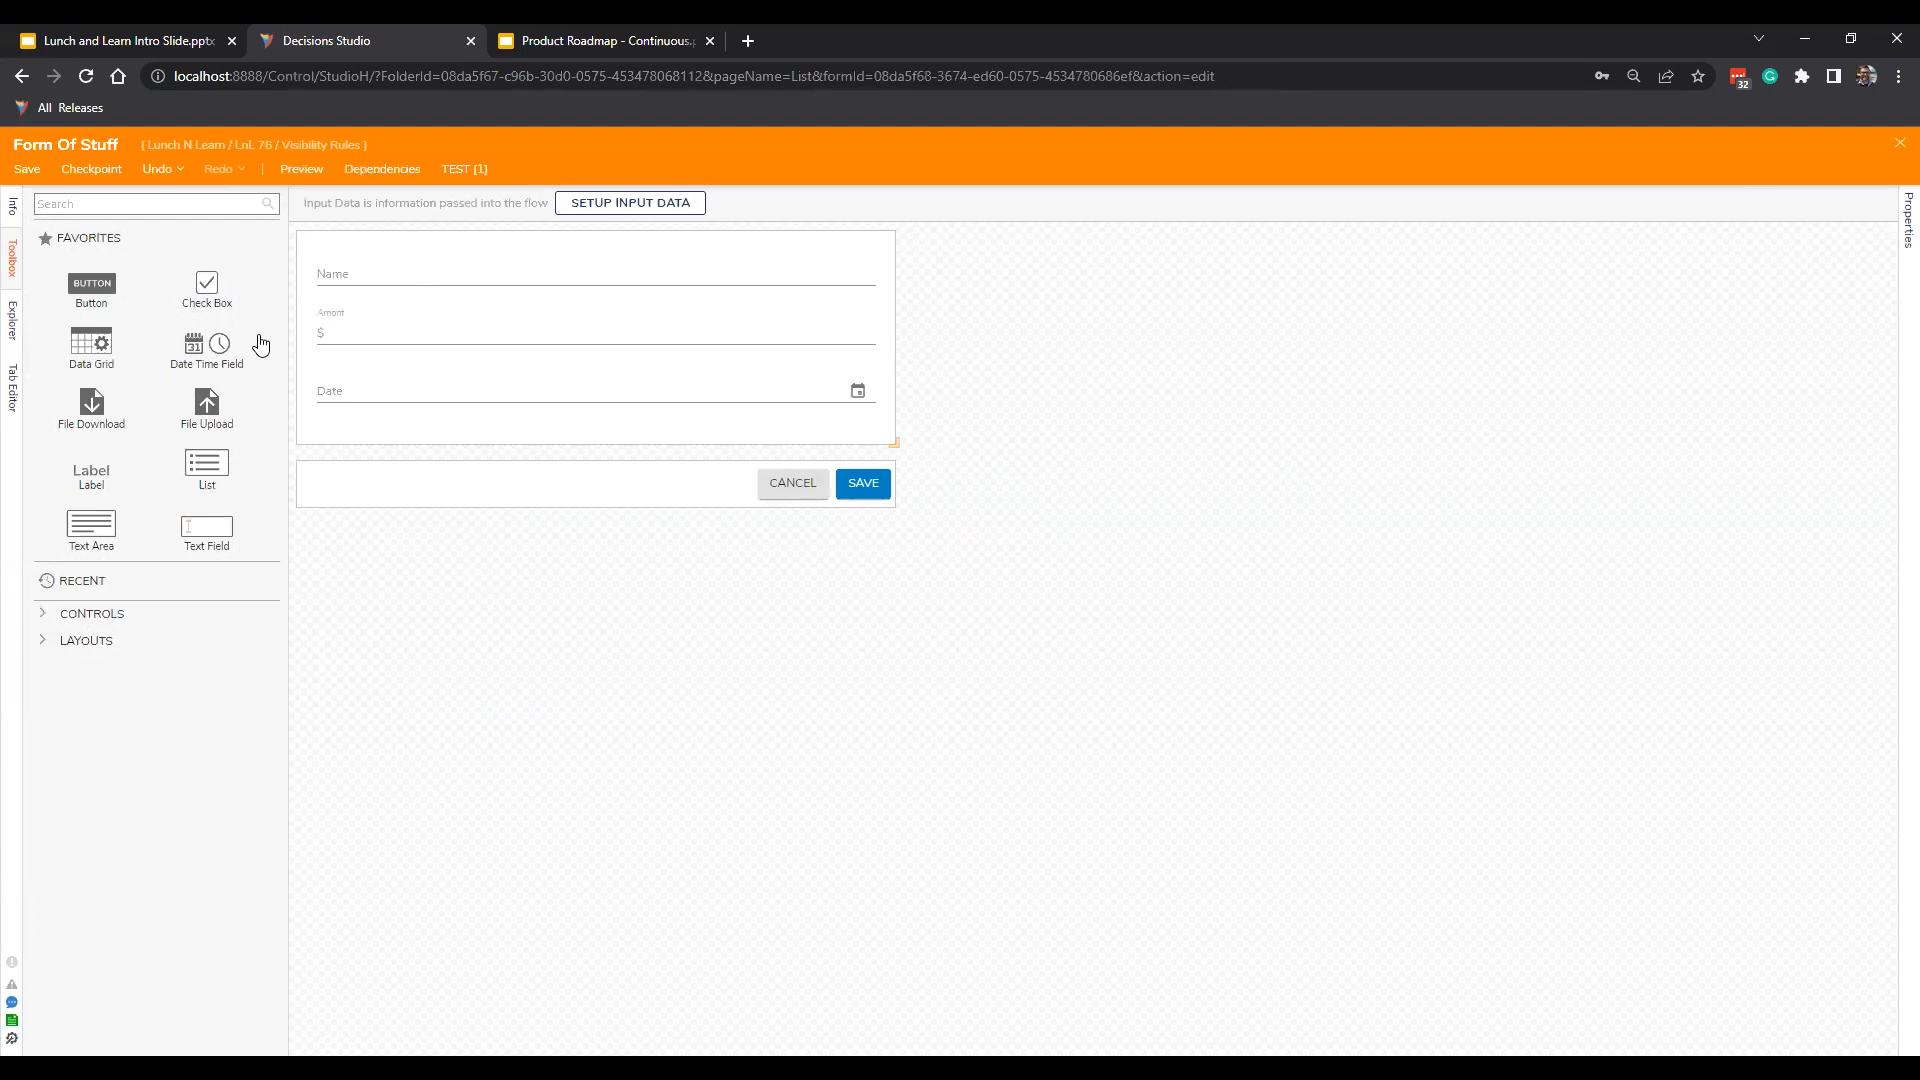 Lunch and Learn Intro Slide.pptx
Decisions Studio
Product Roadmap - Continuous.p
localhost:8888/Control/StudioH/?FolderId=08da5f67-c96b-30d0-0575-453478068112&pageName=List&formId=08da5f68-3674-ed60-0575-4534780686ef&action=edit
32
All Releases
Form Of Stuff [ Lunch N Learn / LnL 76 / Visibility Rules ]
Save Checkpoint Undo Redo | Preview Dependencies TEST [1]
Info
Toolbox
Explorer
Tab Editor
Search
FAVORITES
BUTTON
Button Check Box
31
Data Grid Date Time Field
File Download File Upload
Label
Label List
Text Area Text Field
RECENT
CONTROLS
LAYOUTS
Input Data is information passed into the flow SETUP INPUT DATA
Name
Amont
$
Date
CANCEL SAVE
Properties